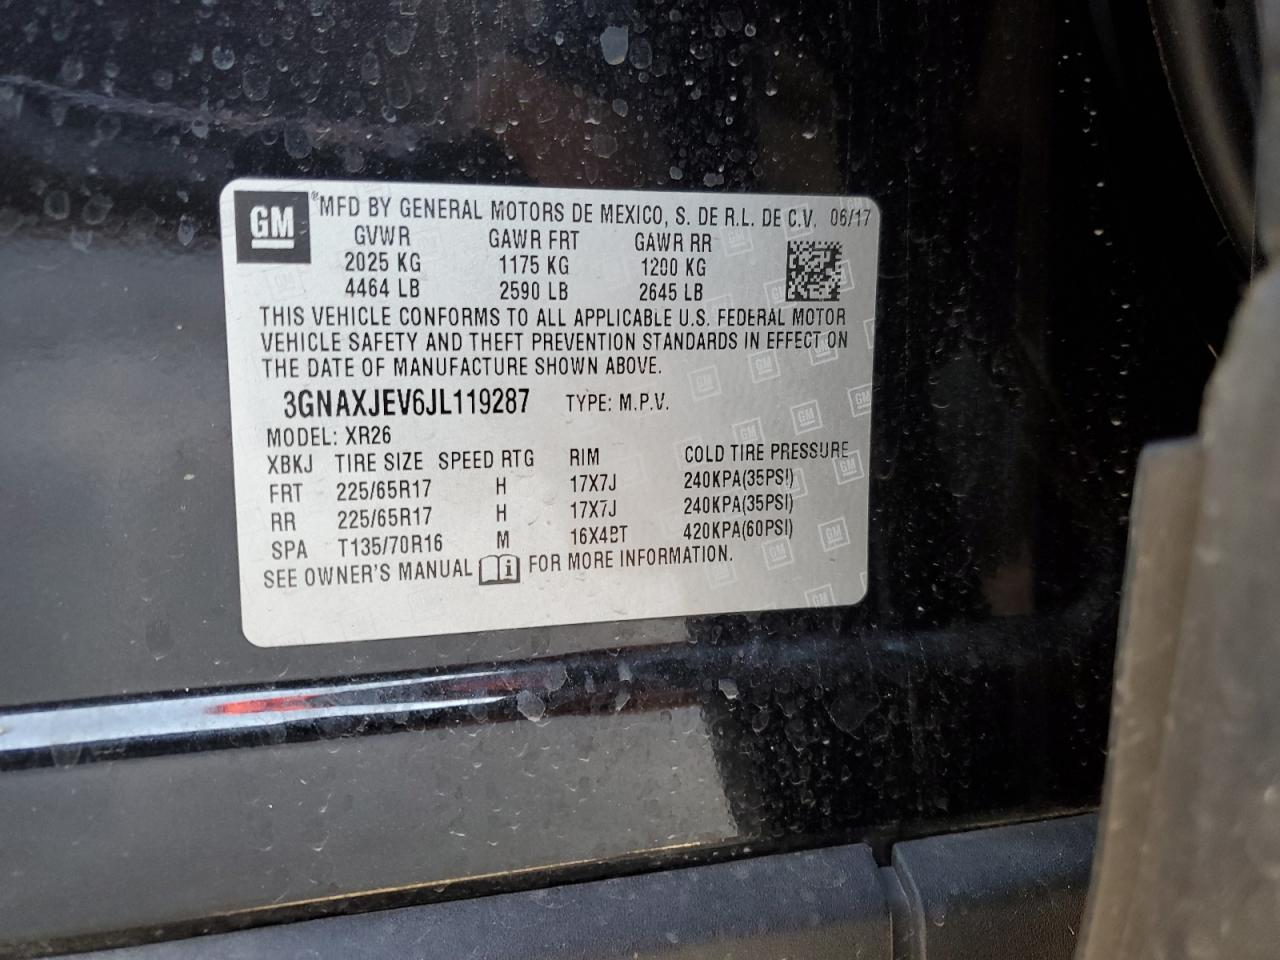 GM ® MFD BY GENERAL MOTORS DE MEXICO, S. DE R.L. DE C.V. 06/17
GVWR GAWR FRT GAWR RR
2025 KG 1175 KG 1200 KG
4464 LB 2590 LB 2645 LB
THIS VEHICLE CONFORMS TO ALL APPLICABLE U.S. FEDERAL MOTOR
VEHICLE SAFETY AND THEFT PREVENTION STANDARDS IN EFFECT ON
THE DATE OF MANUFACTURE SHOWN ABOVE.
3GNAXJEV6JL119287 TYPE: M.P.V.
MODEL: XR26
XBKJ TIRE SIZE SPEED RTG RIM COLD TIRE PRESSURE
FRT 225/65R17 H 17X7J 240KPA(35PSI)
RR 225/65R17 H 17X7J 240KPA(35PSI)
SPA T135/70R16 M 16X4BT 420KPA(60PSI)
SEE OWNER'S MANUAL i FOR MORE INFORMATION.